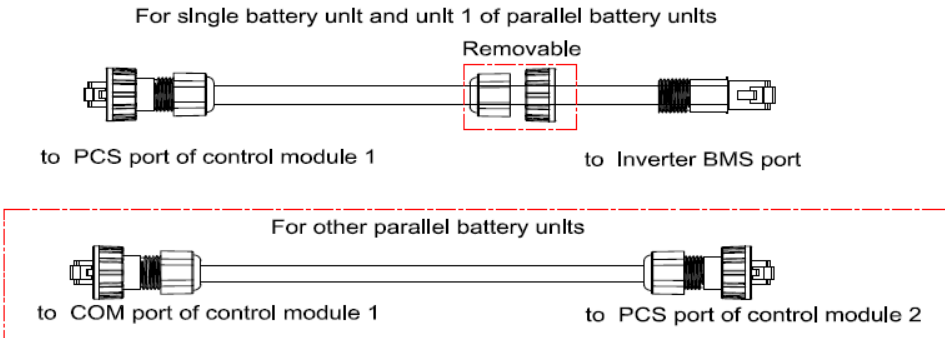 For single battery unit and unit 1 of parallel battery units
Removable
to PCS port of control module 1
to Inverter BMS port
For other parallel battery units
to COM port of control module 1
to PCS port of control module 2